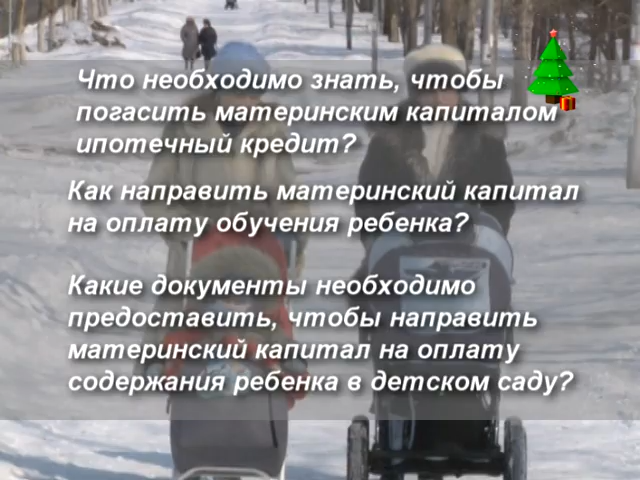 Что необходимо знать, чтобы
погасить материнским капиталом
ипотечный кредит?
Как направить материнский капитал
на оплату обучения ребенка?
Какие документы необходимо
предоставить, чтобы направить
материнский капитал на оплату
содержания ребенка в детском саду?